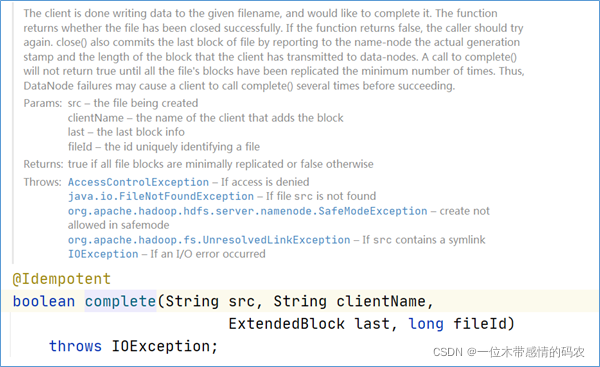 The client is done writing data to the given filename, and would like to complete it. The function
returns whether the file has been closed successfully. If the function returns false, the caller should try
again. close() also commits the last block of file by reporting to the name-node the actual generation
stamp and the length of the block that the client has transmitted to data-nodes. A call to complete()
will not return true until all the file's blocks have been replicated the minimum number of times. Thus,
DataNode failures may cause a client to call complete() several times before succeeding.
Params: src – the file being created
clientName – the name of the client that adds the block
last – the last block info
fileId – the id uniquely identifying a file
Returns: true if all file blocks are minimally replicated or false otherwise
Throws: AccessControlException – If access is denied
java.io.FileNotFoundException – If file src is not found
org.apache.hadoop.hdfs.server.namenode.SafeModeException – create not
allowed in safemode
org.apache.hadoop.fs.UnresolvedLinkException – If src contains a symlink
IOException – If an I/O error occurred
@Idempotent
boolean complete(String src, String clientName,
ExtendedBlock last, long fileId)
throws IOException;
CSDN @一位木带感情的码农